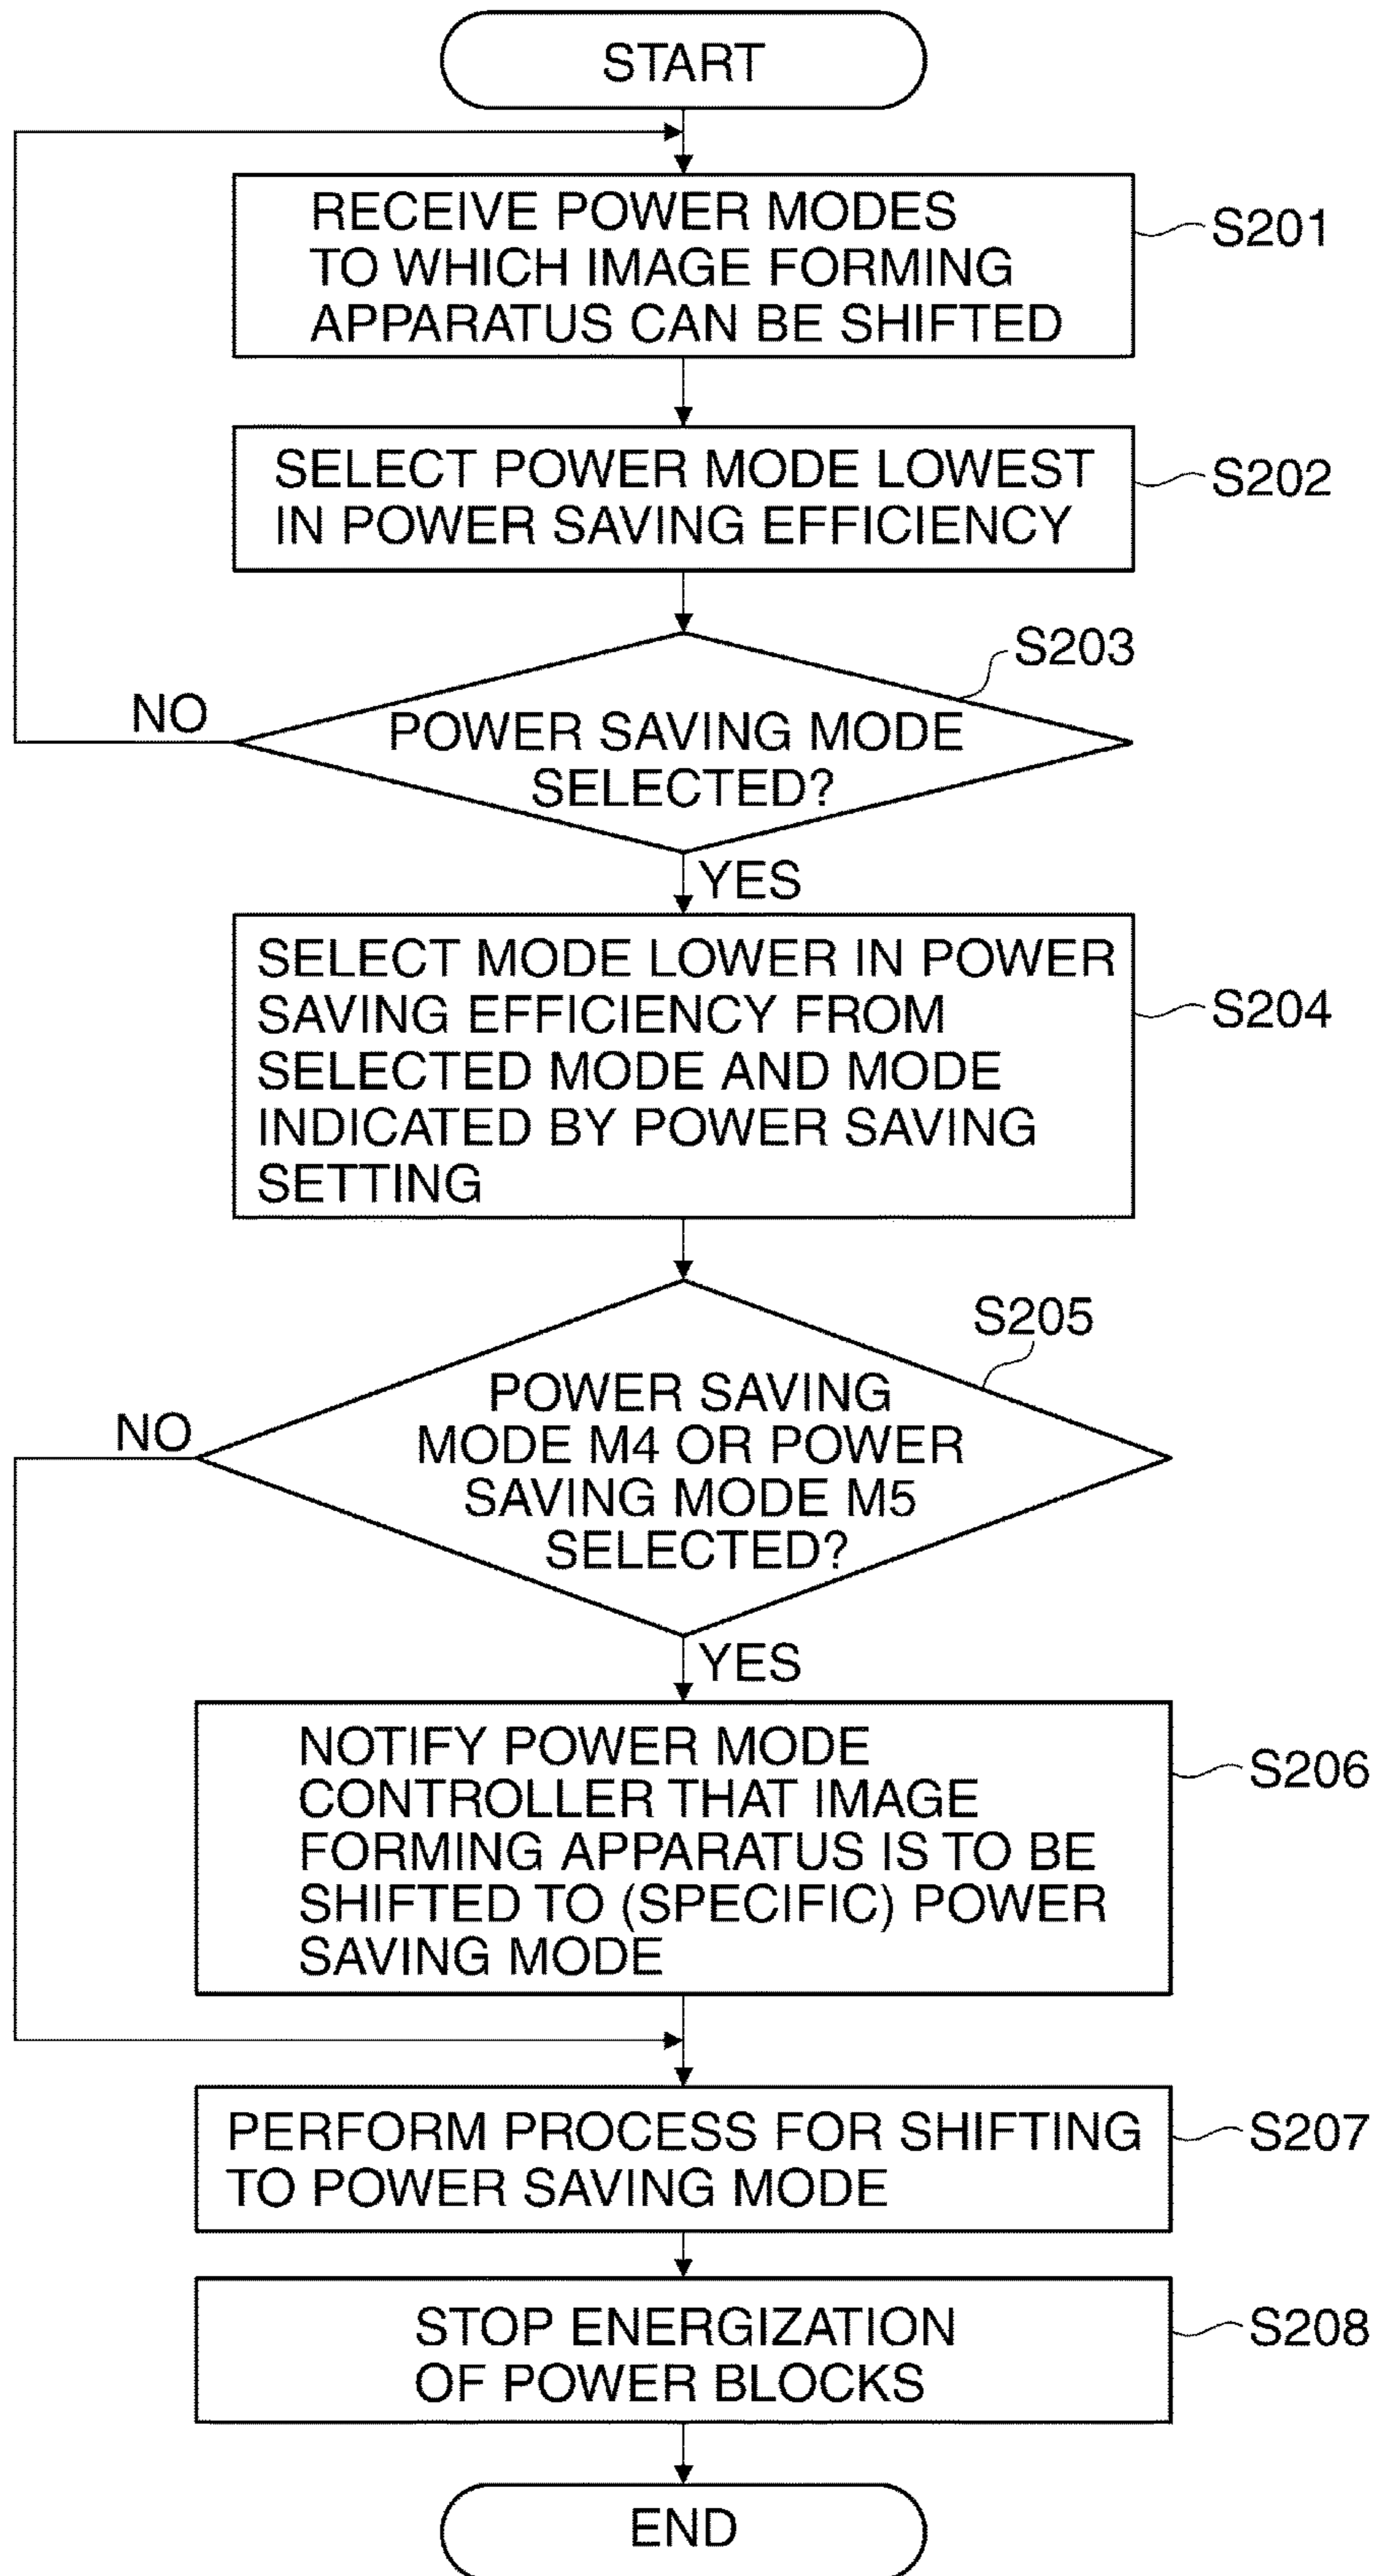 START
RECEIVE POWER MODES
TO WHICH IMAGE FORMING
APPARATUS CAN BE SHIFTED
S201
SELECT POWER MODE LOWEST
IN POWER SAVING EFFICIENCY
S202
S203
NO
POWER SAVING MODE
SELECTED?
YES
SELECT MODE LOWER IN POWER
SAVING EFFICIENCY FROM
SELECTED MODE AND MODE
INDICATED BY POWER SAVING
SETTING
S204
S205
NO
POWER SAVING
MODE M4 OR POWER
SAVING MODE M5
SELECTED?
YES
NOTIFY POWER MODE
CONTROLLER THAT IMAGE
FORMING APPARATUS IS TO BE
SHIFTED TO (SPECIFIC) POWER
SAVING MODE
S206
PERFORM PROCESS FOR SHIFTING
TO POWER SAVING MODE
S207
STOP ENERGIZATION
OF POWER BLOCKS
S208
END